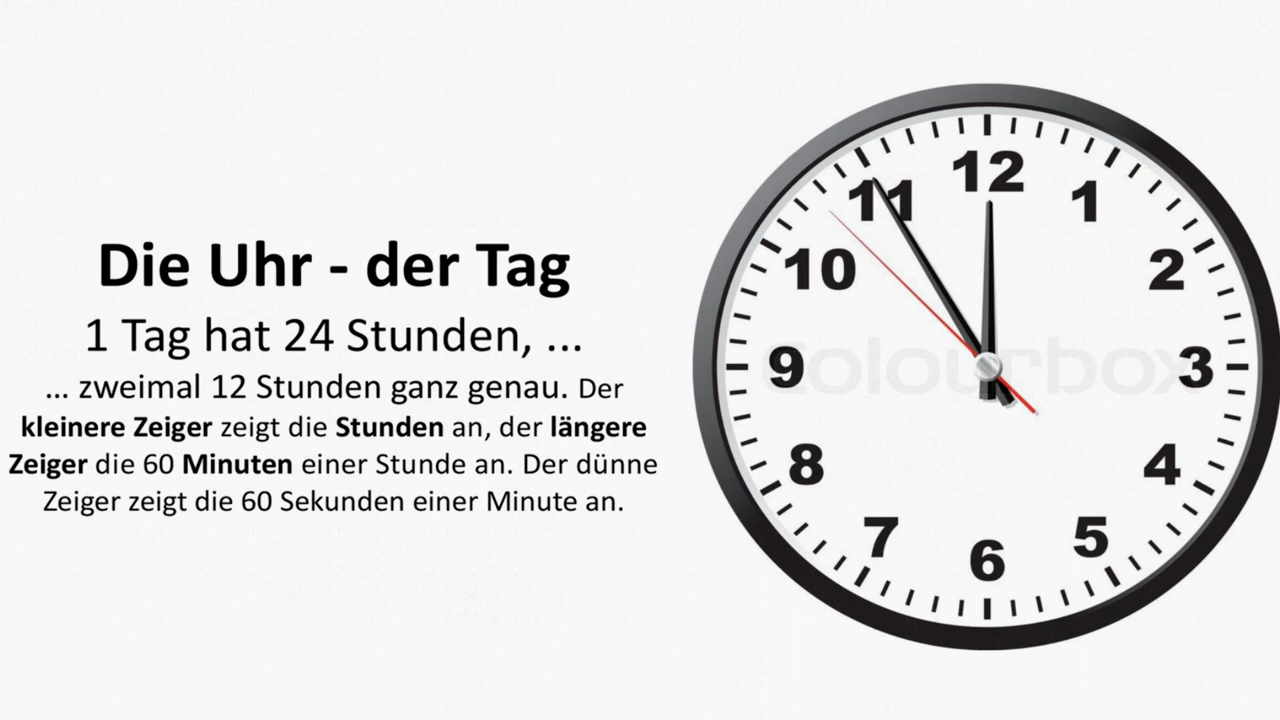 Die Uhr - der Tag
1 Tag hat 24 Stunden, ...
... zweimal 12 Stunden ganz genau. Der
kleinere Zeiger zeigt die Stunden an, der längere
Zeiger die 60 Minuten einer Stunde an. Der dünne
Zeiger zeigt die 60 Sekunden einer Minute an.
12
11
1
10
2
9
colourbox
3
8
4
7
5
6